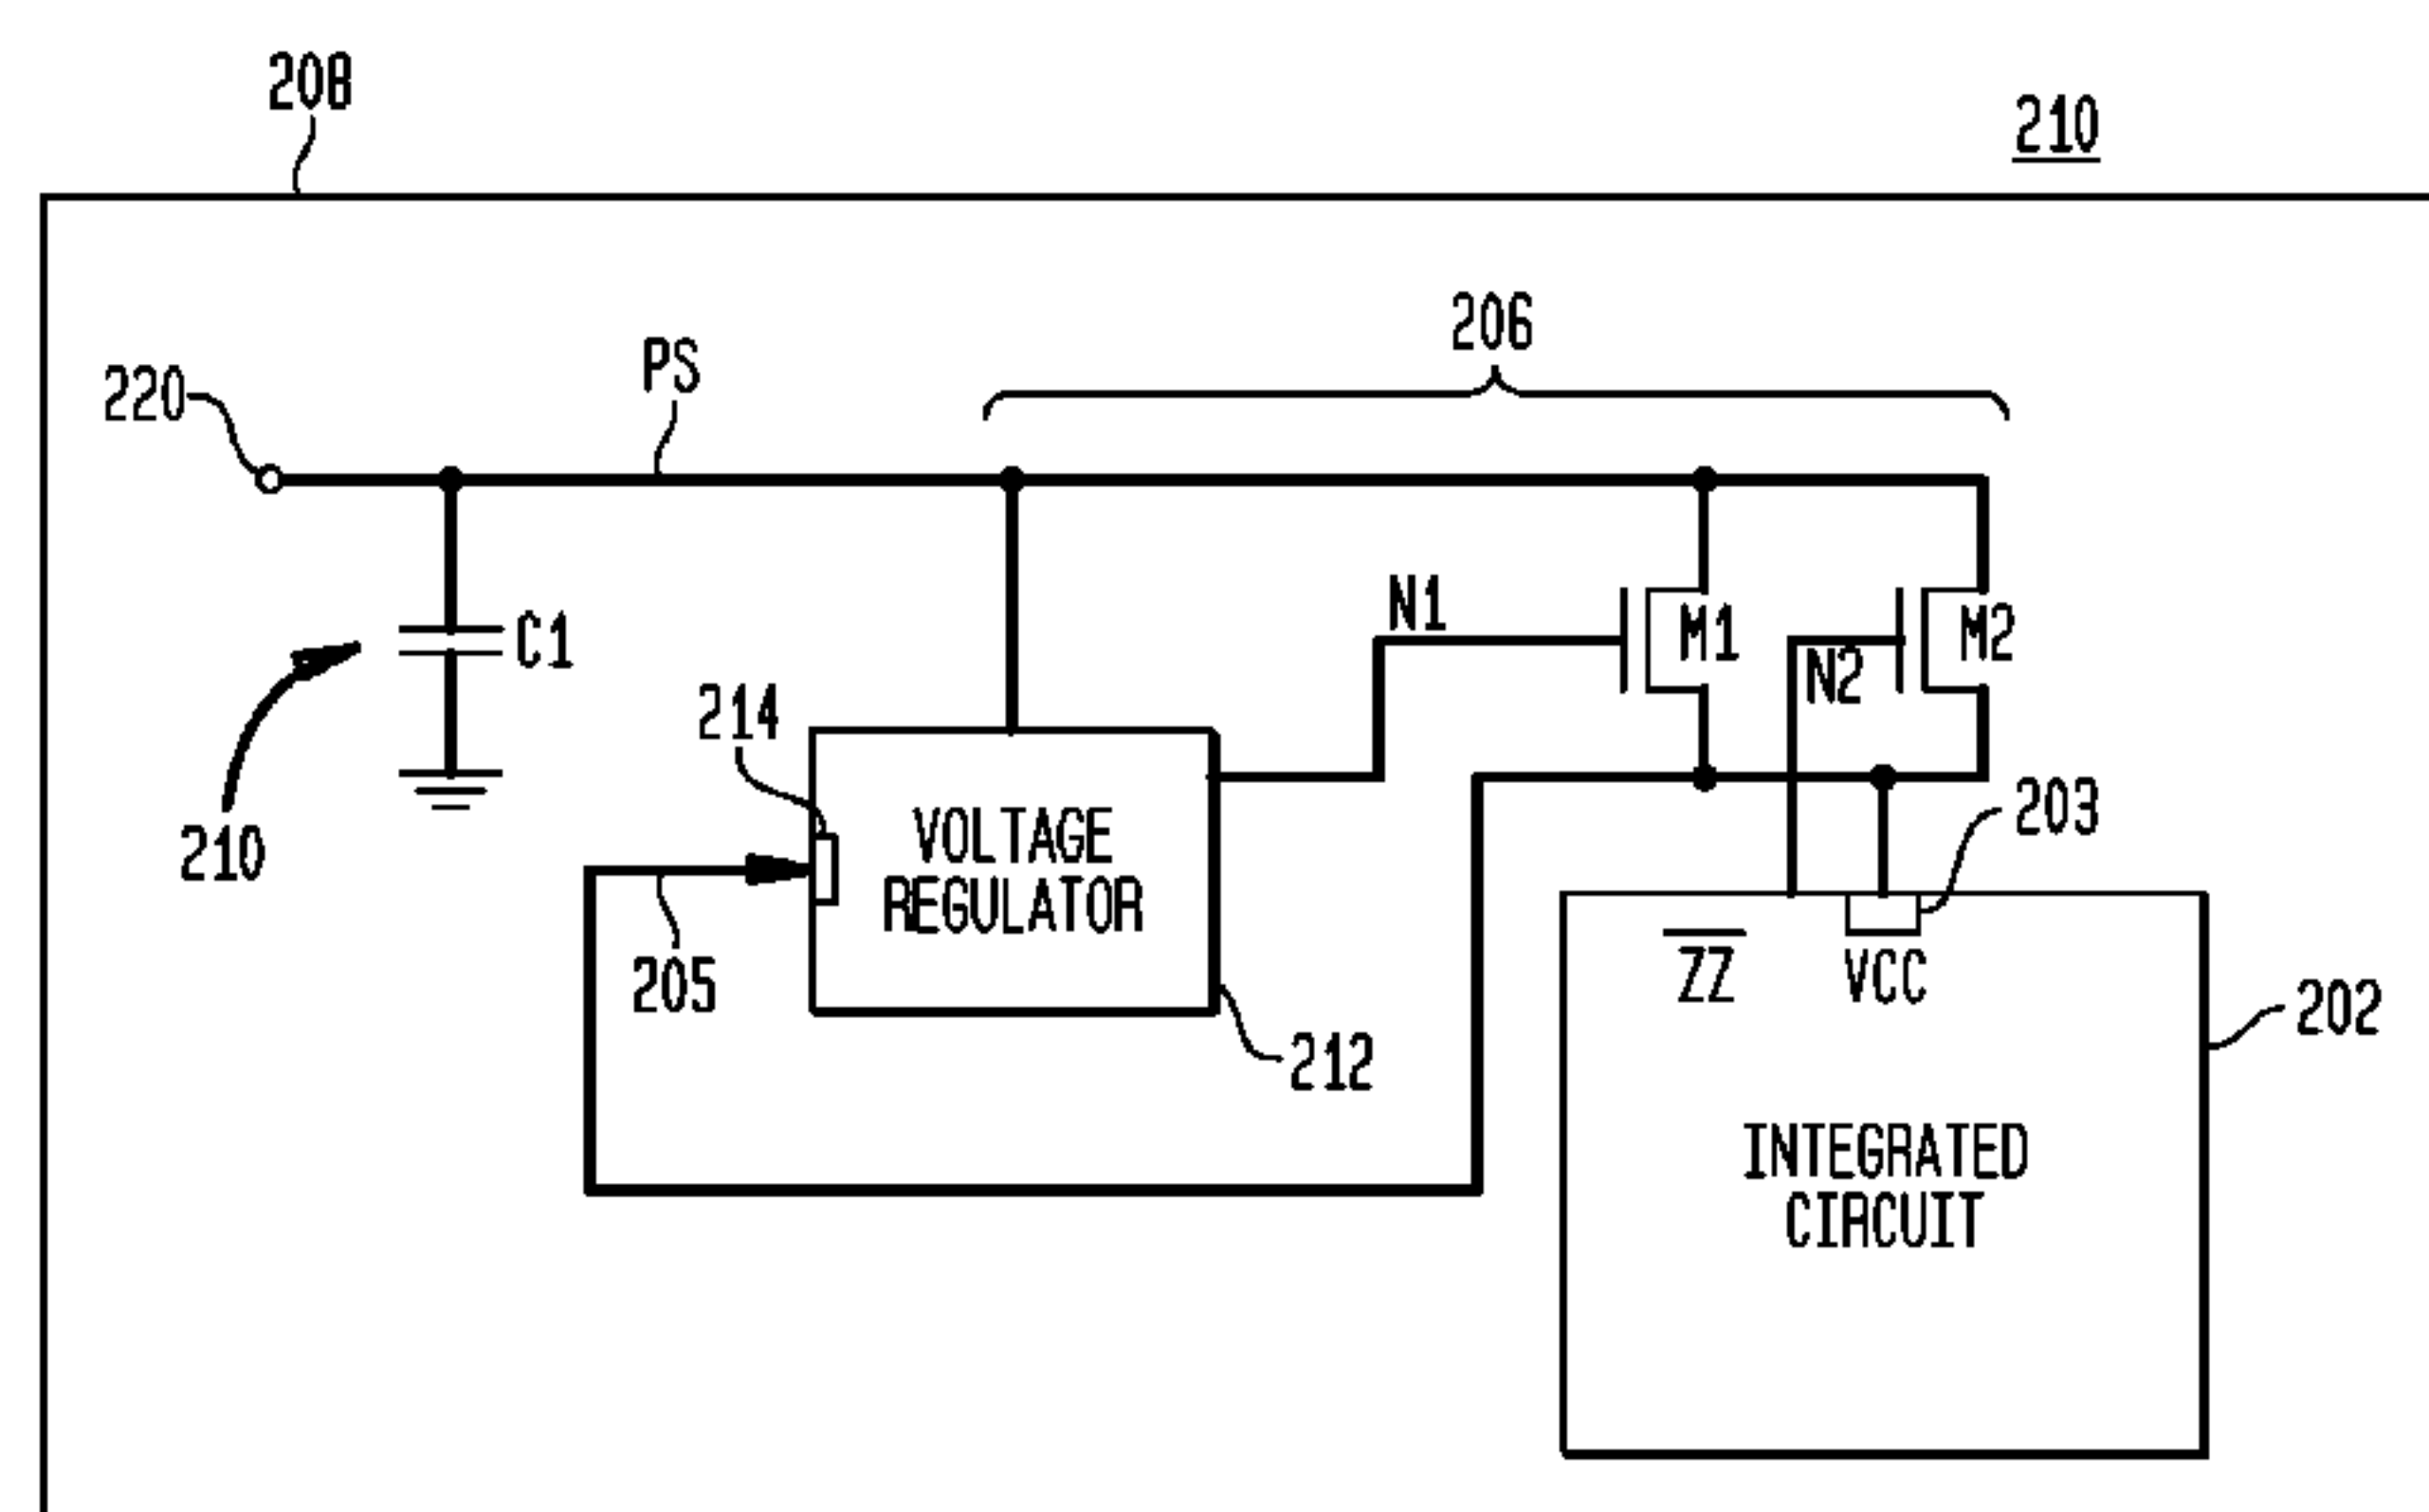 208
210
206
PS
220
N1
M1
M2
C1
N2
214
203
VOLTAGE
REGULATOR
210
Z̅Z̅
VCC
205
202
212
INTEGRATED
CIRCUIT